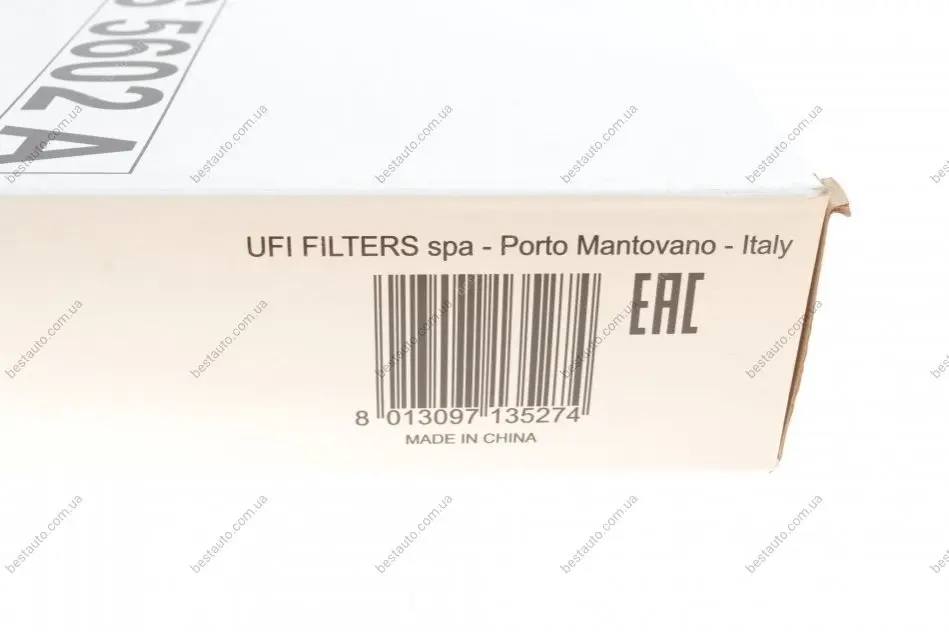 S 5602 A
UFI FILTERS spa - Porto Mantovano - Italy
EAC
8 013097 135274
MADE IN CHINA
bestauto.com.ua